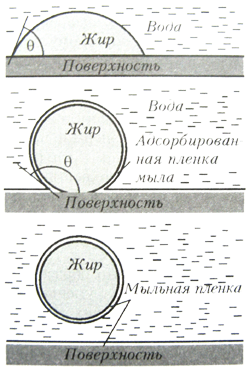 Вода
θ
Жир
Поверхность
Вода
Жир
Адсорбирован-
ная пленка
мыла
θ
Поверхность
Жир
Мыльная пленка
Поверхность